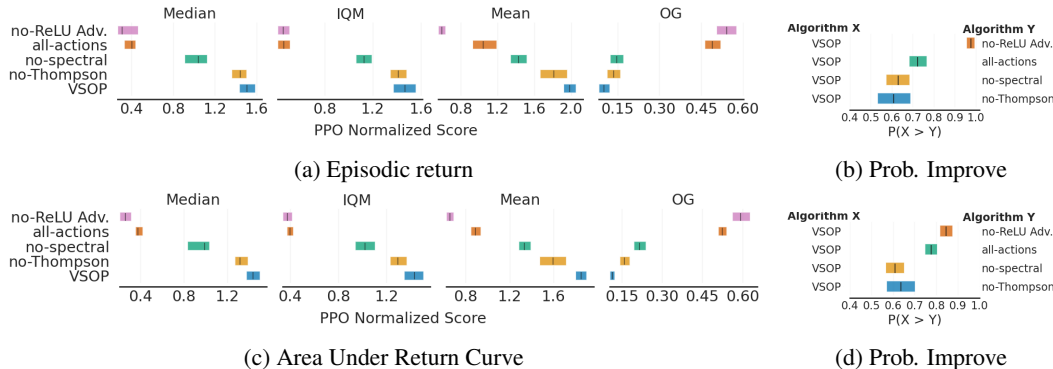 Median IQM Mean OG
no-ReLU Adv.
all-actions
no-spectral
no-Thompson
VSOP
0.4 0.8 1.2 1.6 0.4 0.8 1.2 1.6 0.8 1.2 1.6 2.0 0.15 0.30 0.45 0.60
PPO Normalized Score
(a) Episodic return
Algorithm X Algorithm Y
VSOP no-ReLU Adv.
VSOP all-actions
VSOP no-spectral
VSOP no-Thompson
0.4 0.5 0.6 0.7 0.8 0.9 1.0
P(X > Y)
(b) Prob. Improve
Median IQM Mean OG
no-ReLU Adv.
all-actions
no-spectral
no-Thompson
VSOP
0.4 1.2 0.4 1.2 0.8 1.6 0.15 0.30 0.45 0.60
PPO Normalized Score
(c) Area Under Return Curve
Algorithm X Algorithm Y
VSOP no-ReLU Adv.
VSOP all-actions
VSOP no-spectral
VSOP no-Thompson
0.4 0.5 0.6 0.7 0.8 0.9 1.0
P(X > Y)
(d) Prob. Improve